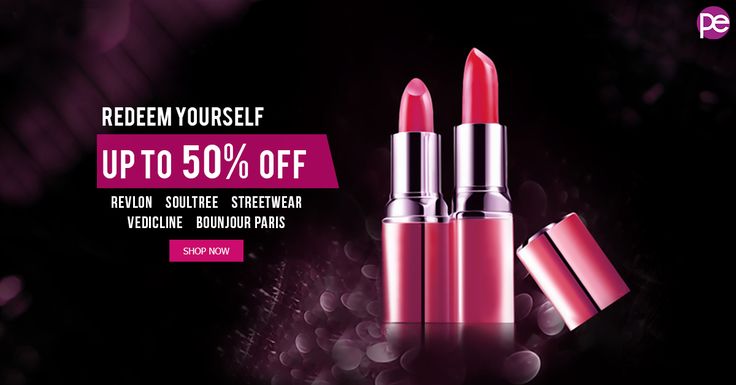 pe
REDEEM YOURSELF
UP TO 50% OFF
REVLON SOULTREE STREETWEAR
VEDICLINE BOUNJOUR PARIS
SHOP NOW